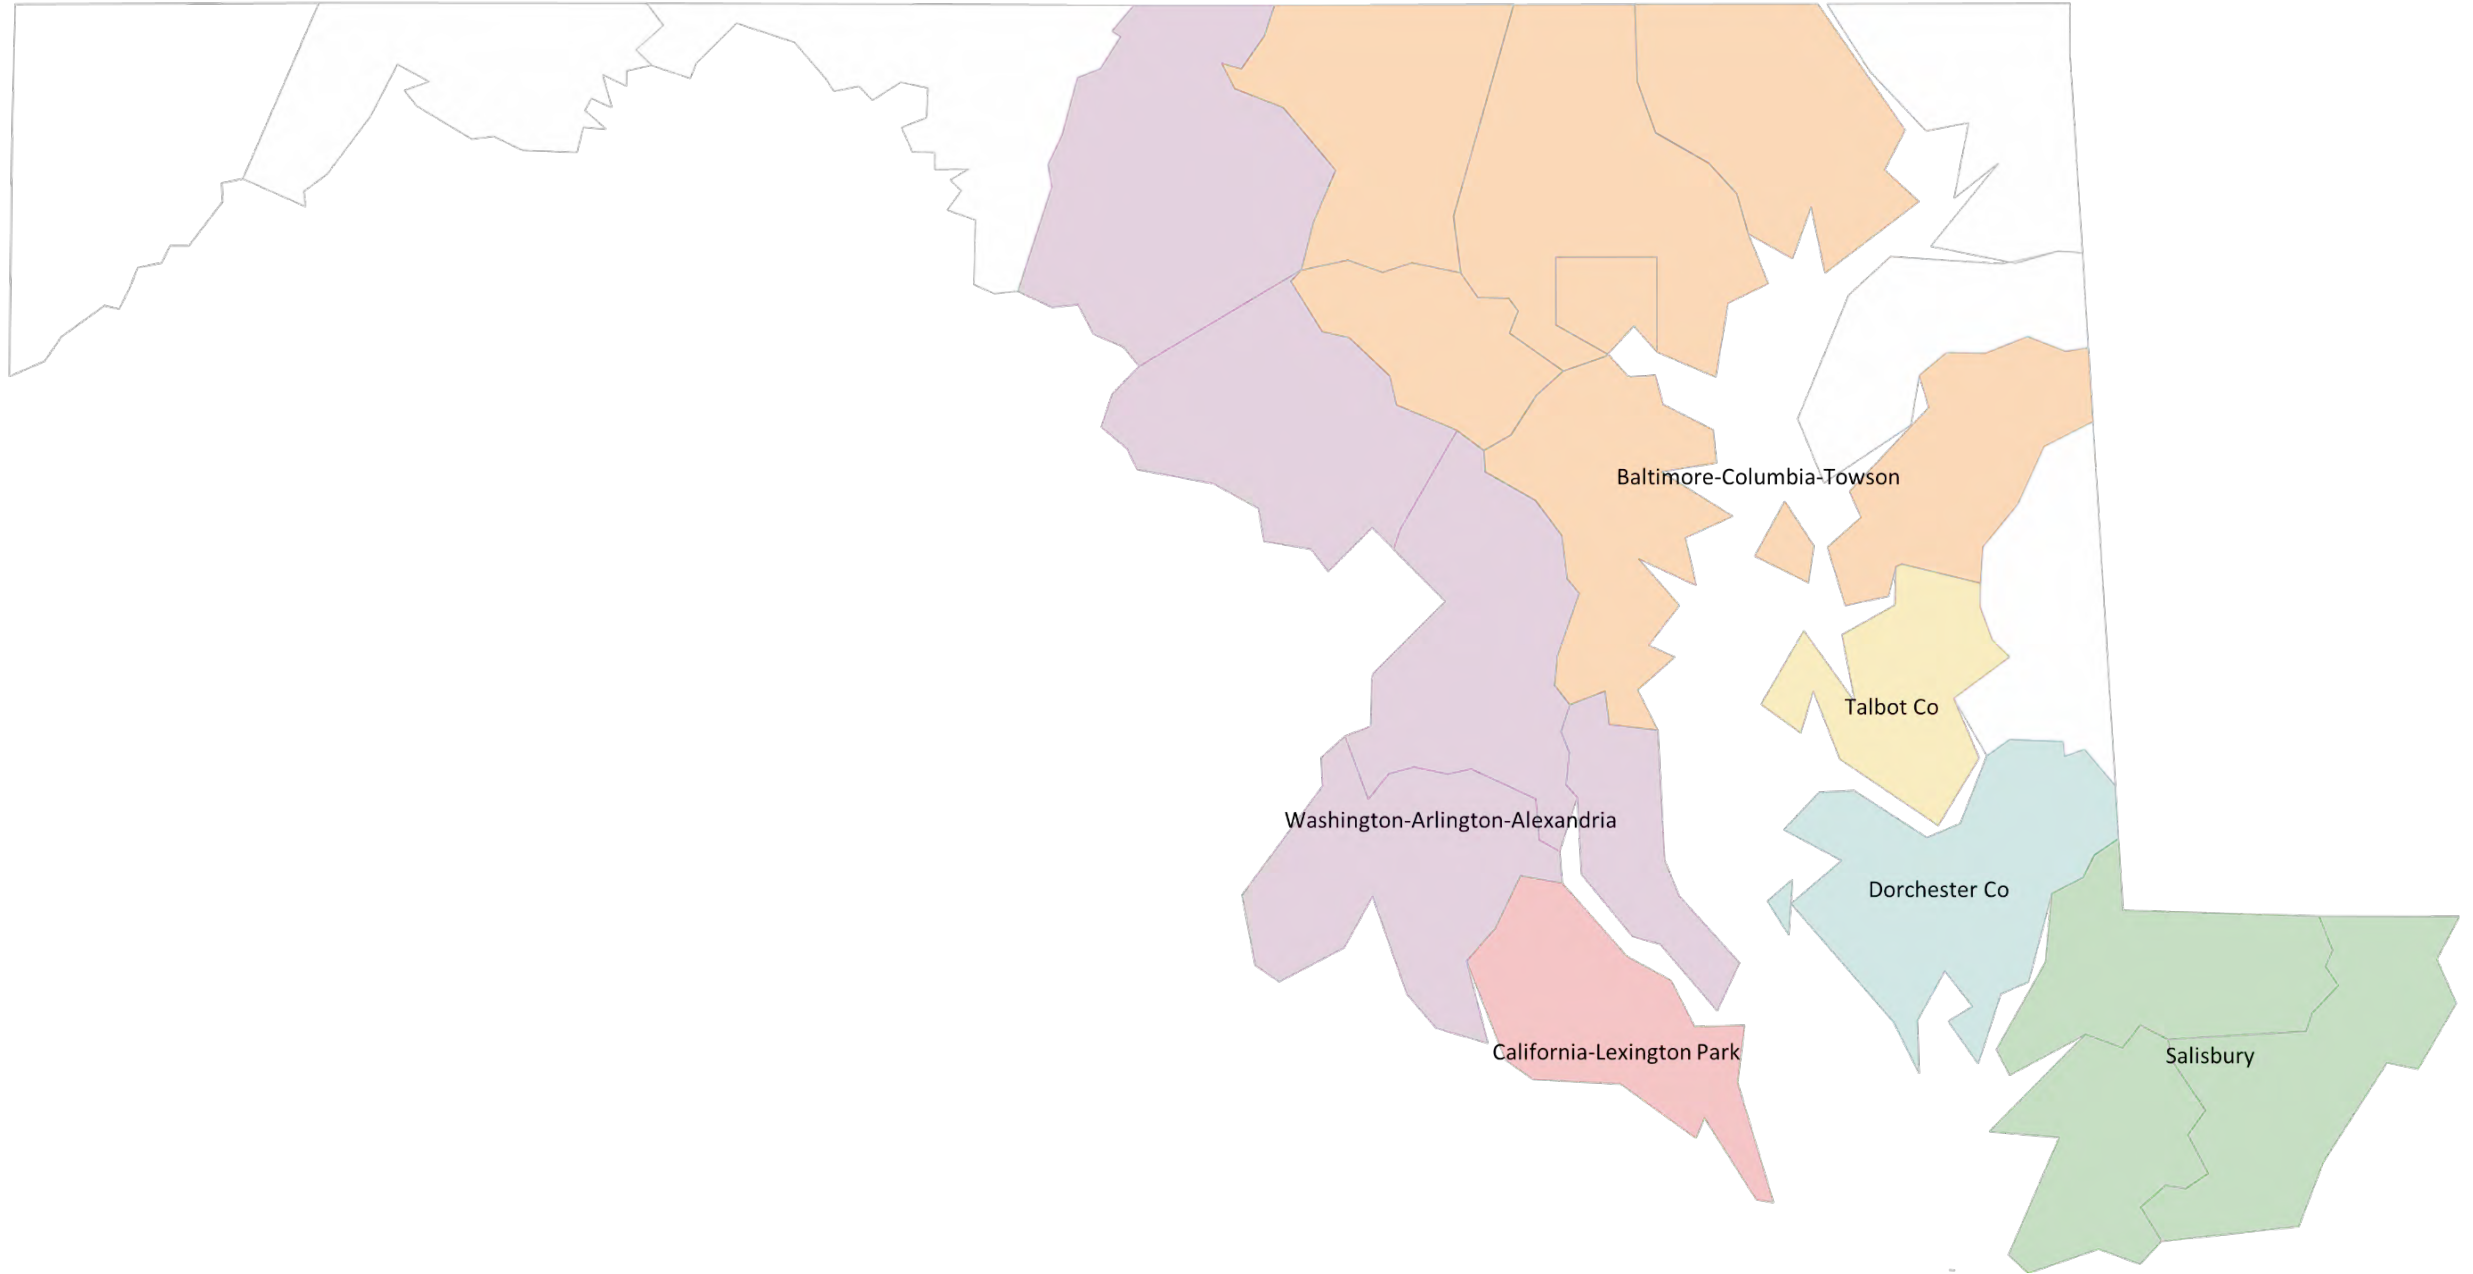 Baltimore-Columbia-Towson
Talbot Co
Washington-Arlington-Alexandria
Dorchester Co
California-Lexington Park
Salisbury